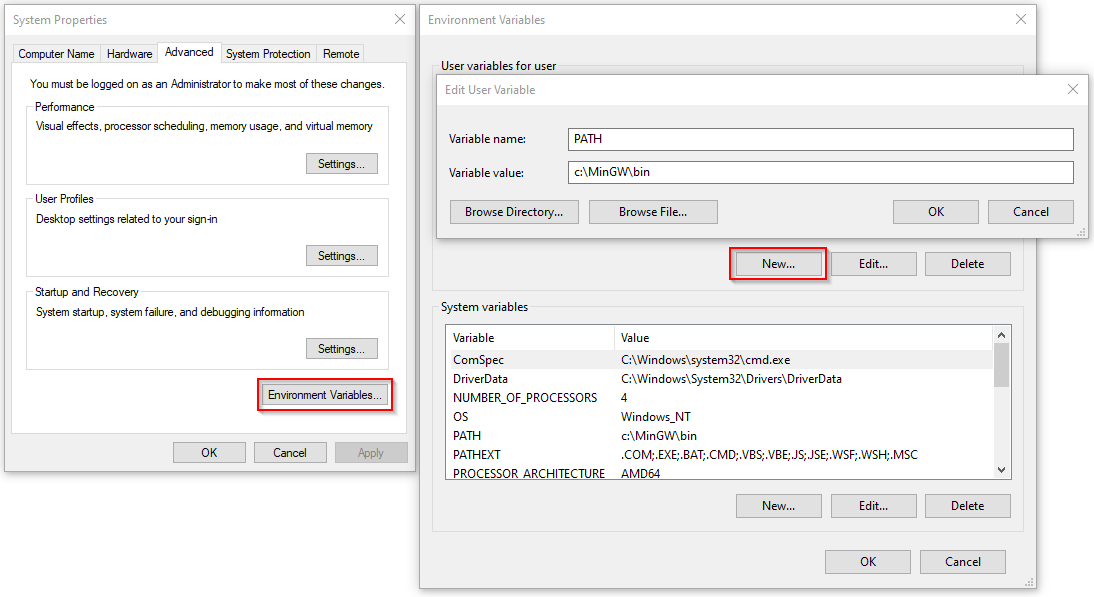 System Properties
Computer Name Hardware Advanced System Protection Remote
You must be logged on as an Administrator to make most of these changes.
Performance
Visual effects, processor scheduling, memory usage, and virtual memory
Settings...
User Profiles
Desktop settings related to your sign-in
Settings...
Startup and Recovery
System startup, system failure, and debugging information
Settings...
Environment Variables...
OK Cancel Apply
Environment Variables
User variables for user
Edit User Variable
Variable name: PATH
Variable value: c:\MinGW\bin
Browse Directory... Browse File... OK Cancel
New... Edit... Delete
System variables
Variable Value
ComSpec C:\Windows\system32\cmd.exe
DriverData C:\Windows\System32\Drivers\DriverData
NUMBER_OF_PROCESSORS 4
OS Windows_NT
PATH c:\MinGW\bin
PATHEXT .COM;.EXE;.BAT;.CMD;.VBS;.VBE;.JS;.JSE;.WSF;.WSH;.MSC
PROCESSOR_ARCHITECTURE AMD64
New... Edit... Delete
OK Cancel